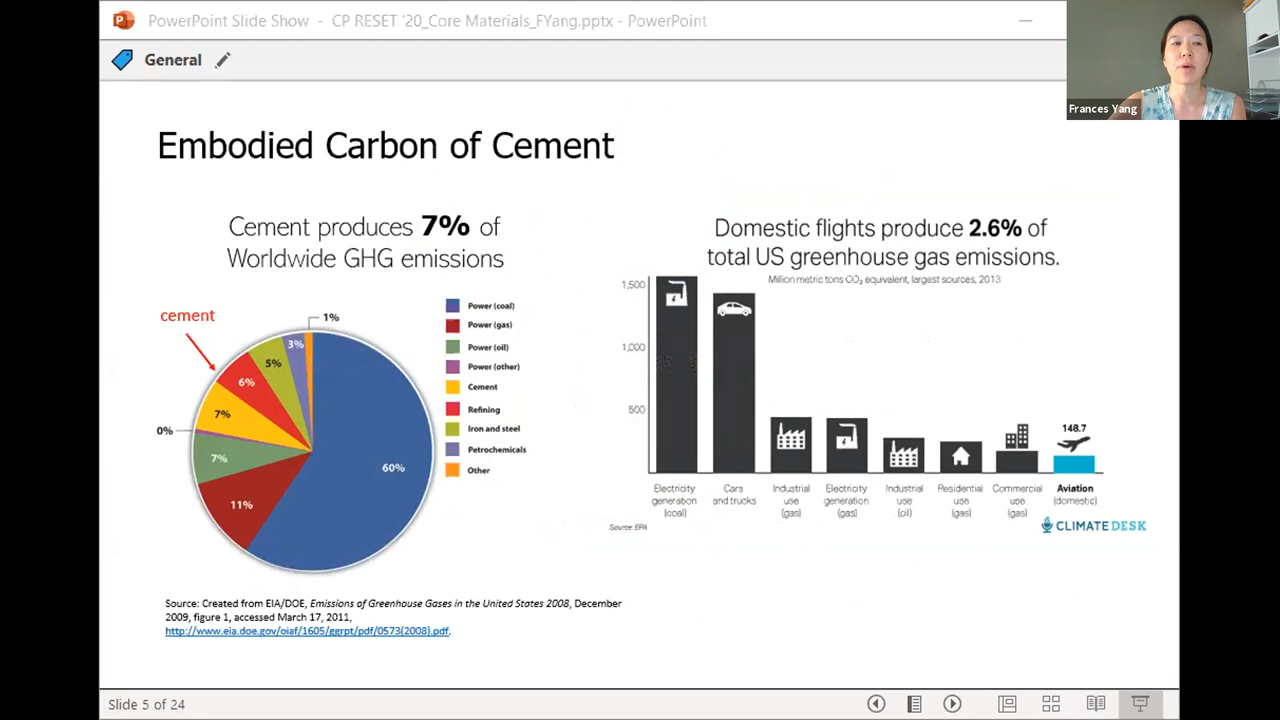 PowerPoint Slide Show - CP RESET '20_Core Materials_FYang.pptx - PowerPoint
General
Frances Yang
Embodied Carbon of Cement
Cement produces 7% of
Worldwide GHG emissions
cement
1%
3%
5%
6%
7%
0%
7%
11%
60%
Power (coal)
Power (gas)
Power (oil)
Power (other)
Cement
Refining
Iron and steel
Petrochemicals
Other
Source: Created from EIA/DOE, Emissions of Greenhouse Gases in the United States 2008, December
2009, figure 1, accessed March 17, 2011,
http://www.eia.doe.gov/oiaf/1605/ggrpt/pdf/0573(2008).pdf.
Domestic flights produce 2.6% of
total US greenhouse gas emissions.
Million metric tons CO₂ equivalent, largest sources, 2013
1,500
1,000
500
148.7
Electricity
generation
(coal)
Cars
and trucks
Industrial
use
(gas)
Electricity
generation
(gas)
Industrial
use
(oil)
Residential
use
(gas)
Commercial
use
(gas)
Aviation
(domestic)
Source: EPA
CLIMATE DESK
Slide 5 of 24